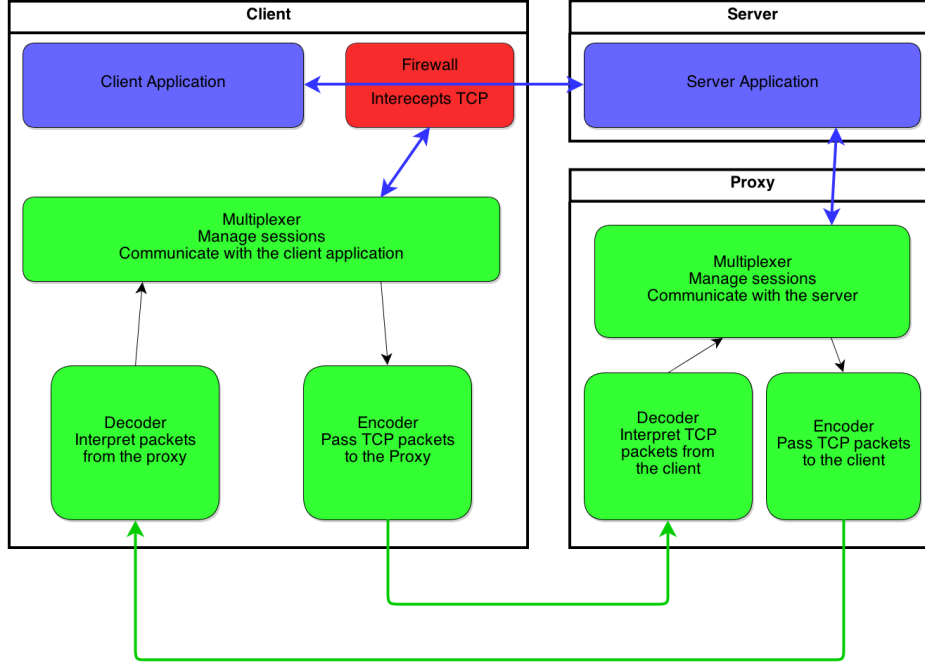 Client
Client Application
Firewall
Interecepts TCP
Multiplexer
Manage sessions
Communicate with the client application
Decoder
Interpret packets
from the proxy
Encoder
Pass TCP packets
to the Proxy
Server
Server Application
Proxy
Multiplexer
Manage sessions
Communicate with the server
Decoder
Interpret TCP
packets from
the client
Encoder
Pass TCP packets
to the client